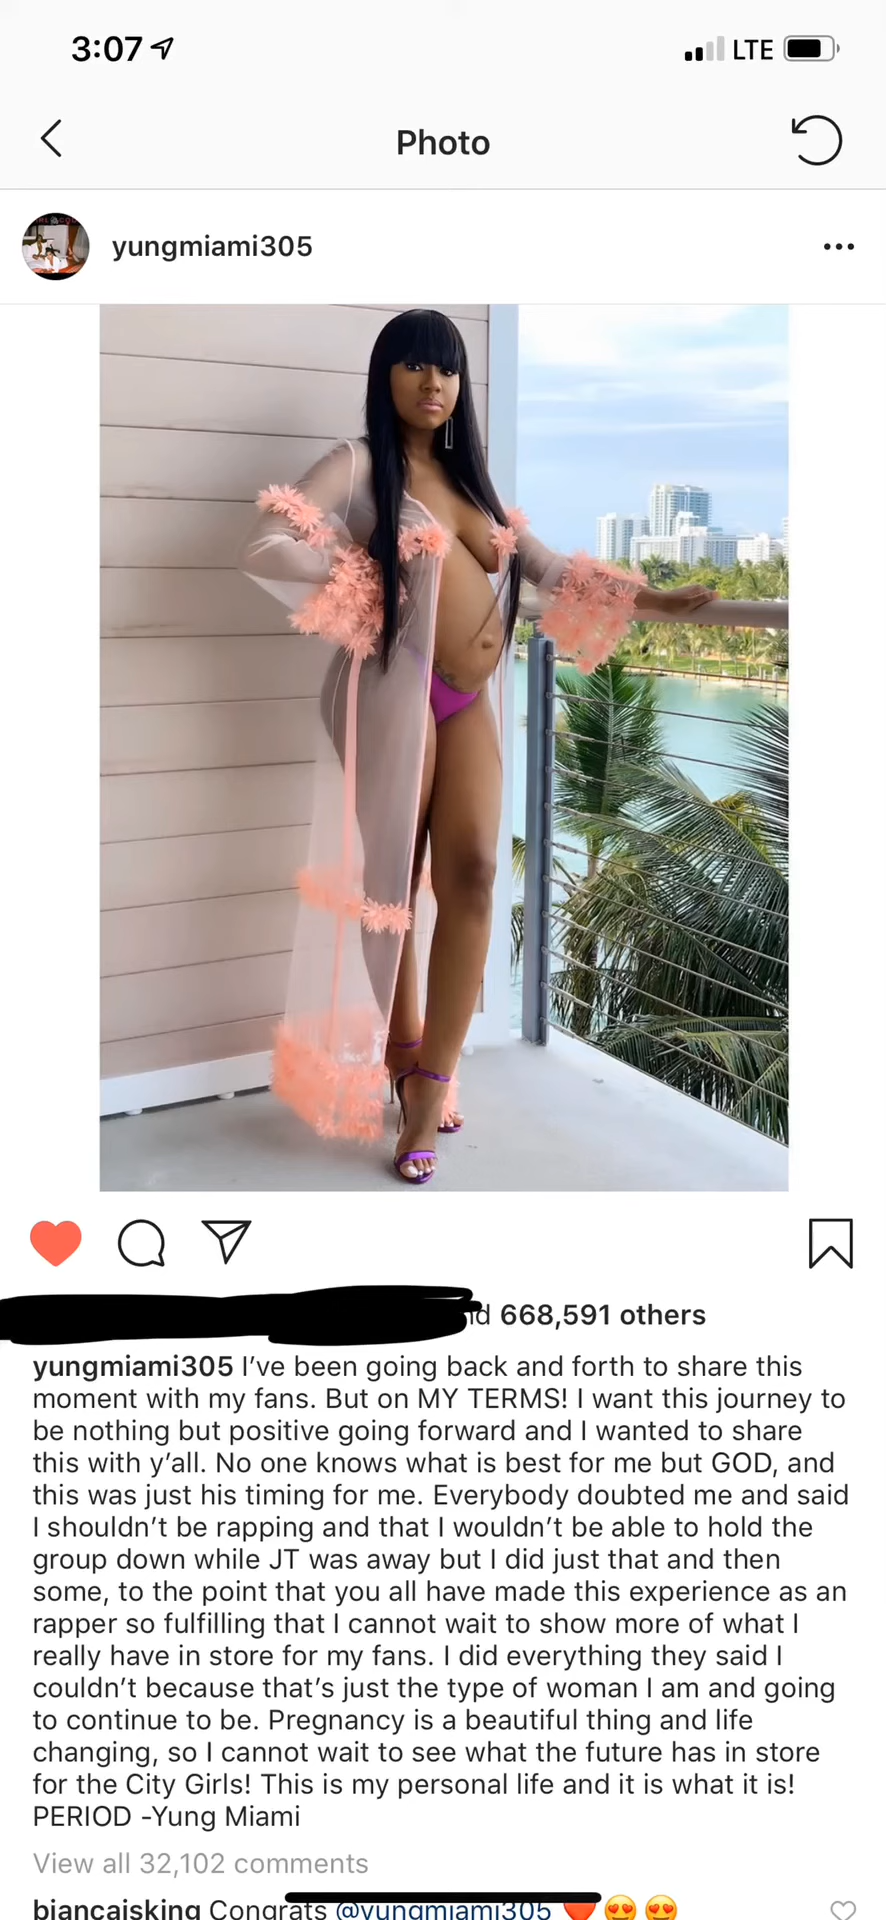 3:07 LTE
Photo
yungmiami305
668,591 others
yungmiami305 I've been going back and forth to share this
moment with my fans. But on MY TERMS! I want this journey to
be nothing but positive going forward and I wanted to share
this with y'all. No one knows what is best for me but GOD, and
this was just his timing for me. Everybody doubted me and said
I shouldn't be rapping and that I wouldn't be able to hold the
group down while JT was away but I did just that and then
some, to the point that you all have made this experience as an
rapper so fulfilling that I cannot wait to show more of what I
really have in store for my fans. I did everything they said I
couldn't because that's just the type of woman I am and going
to continue to be. Pregnancy is a beautiful thing and life
changing, so I cannot wait to see what the future has in store
for the City Girls! This is my personal life and it is what it is!
PERIOD -Yung Miami
View all 32,102 comments
biancaisking Congrats @yungmiami305 ❤️😍😍